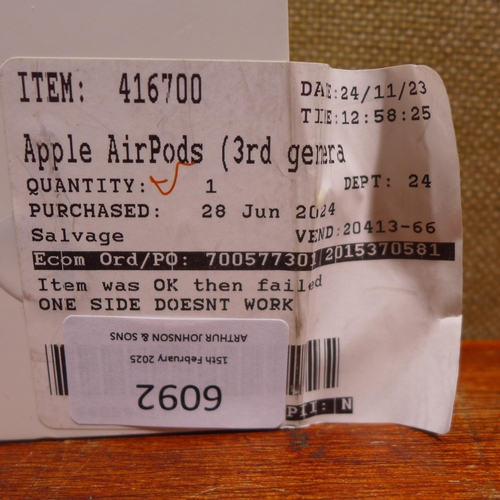 ITEM: 416700
DATE:24/11/23
TIME:12:58:25
Apple AirPods (3rd genera
QUANTITY: 1 DEPT: 24
PURCHASED: 28 Jun 2024
Salvage VEND:20413-66
Ecom Ord/PO: 700577301/2015370581
Item was OK then failed
ONE SIDE DOESNT WORK
PII: N
6092
15th February 2025
ARTHUR JOHNSON & SONS